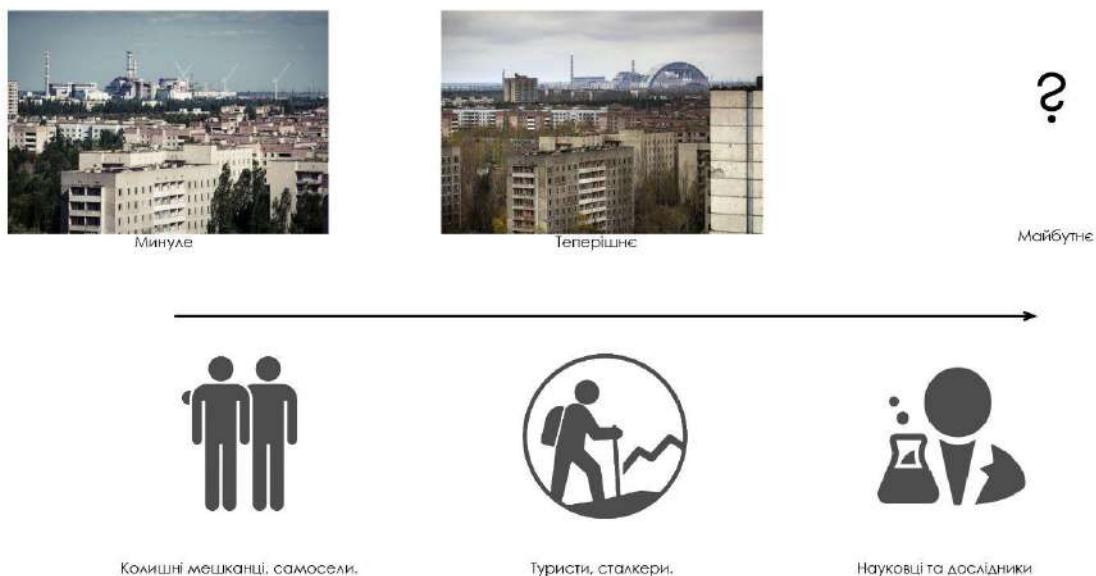 ?
Минуле
Теперішнє
Майбутнє
Колишні мешканці, самосели.
Туристи, сталкери.
Науковці та дослідники